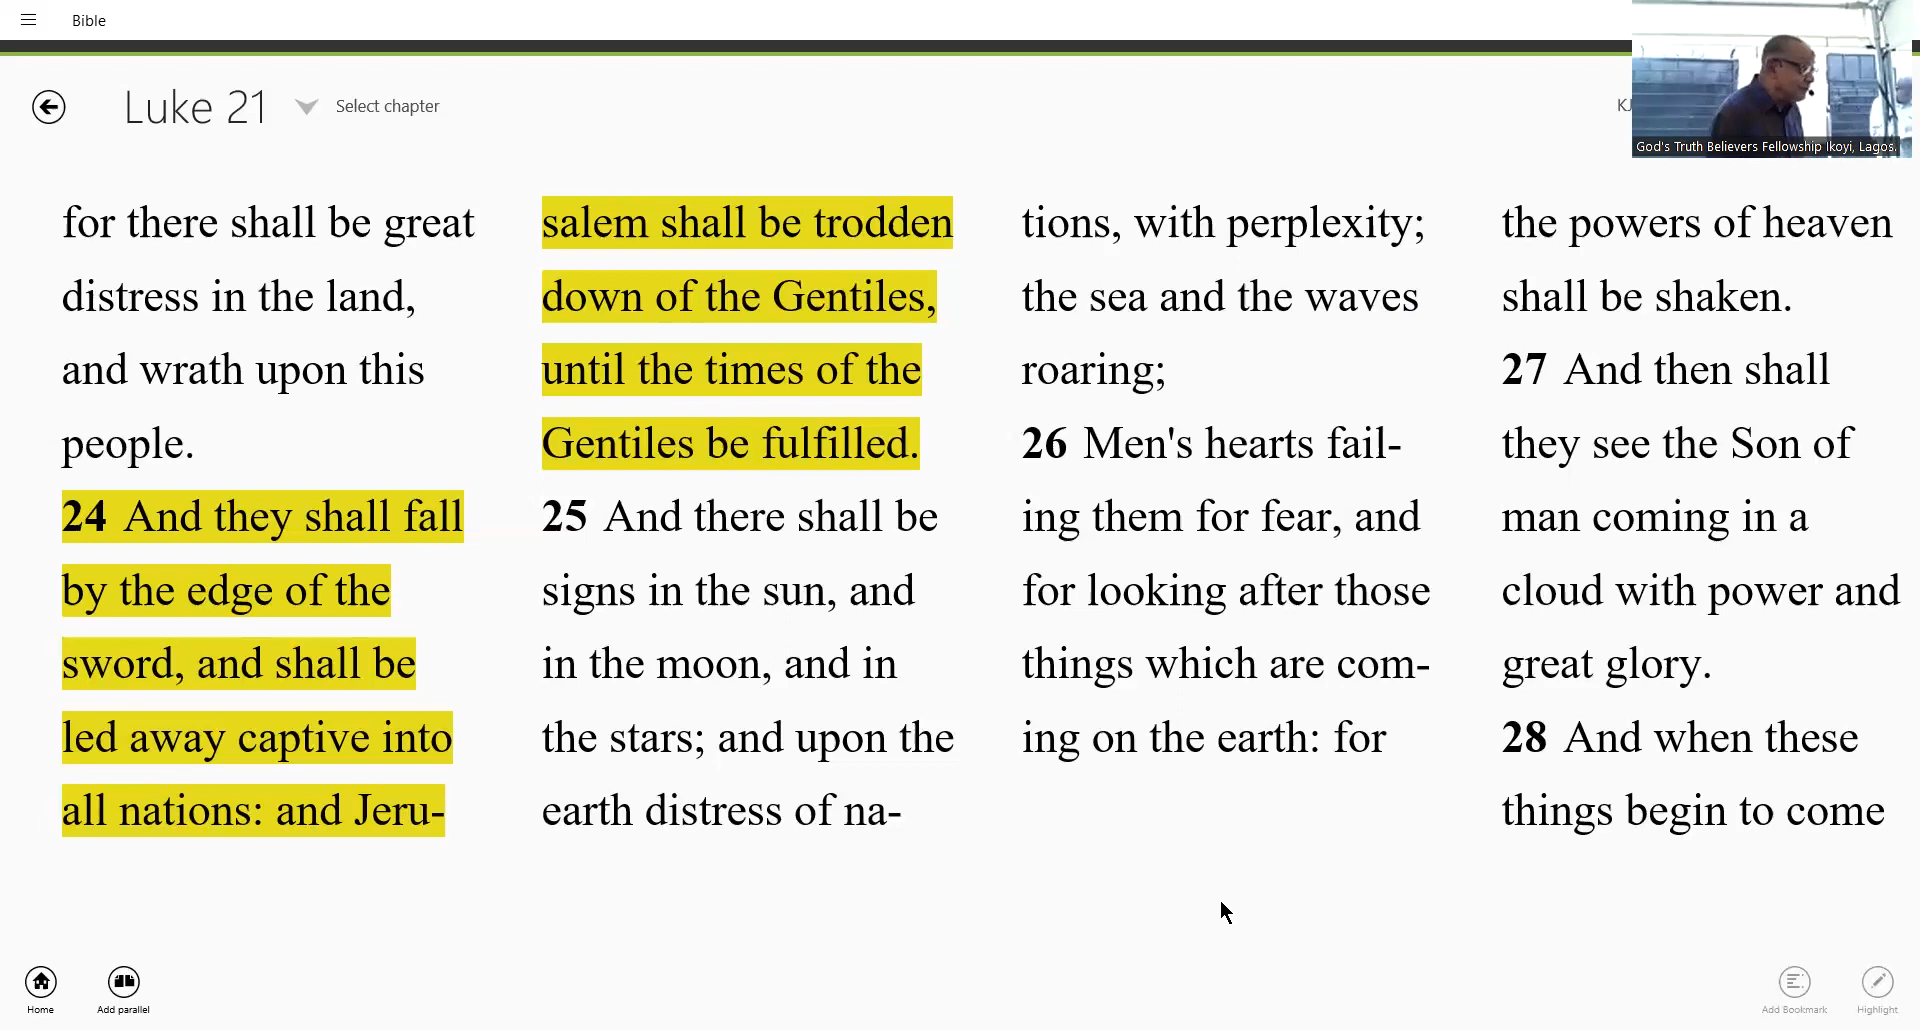 Bible
Luke 21
Select chapter
KJ
God's Truth Believers Fellowship Ikoyi, Lagos.
for there shall be great
distress in the land,
and wrath upon this
people.
24 And they shall fall
by the edge of the
sword, and shall be
led away captive into
all nations: and Jeru-
salem shall be trodden
down of the Gentiles,
until the times of the
Gentiles be fulfilled.
25 And there shall be
signs in the sun, and
in the moon, and in
the stars; and upon the
earth distress of na-
tions, with perplexity;
the sea and the waves
roaring;
26 Men's hearts fail-
ing them for fear, and
for looking after those
things which are com-
ing on the earth: for
the powers of heaven
shall be shaken.
27 And then shall
they see the Son of
man coming in a
cloud with power and
great glory.
28 And when these
things begin to come
Home
Add parallel
Add Bookmark
Highlight